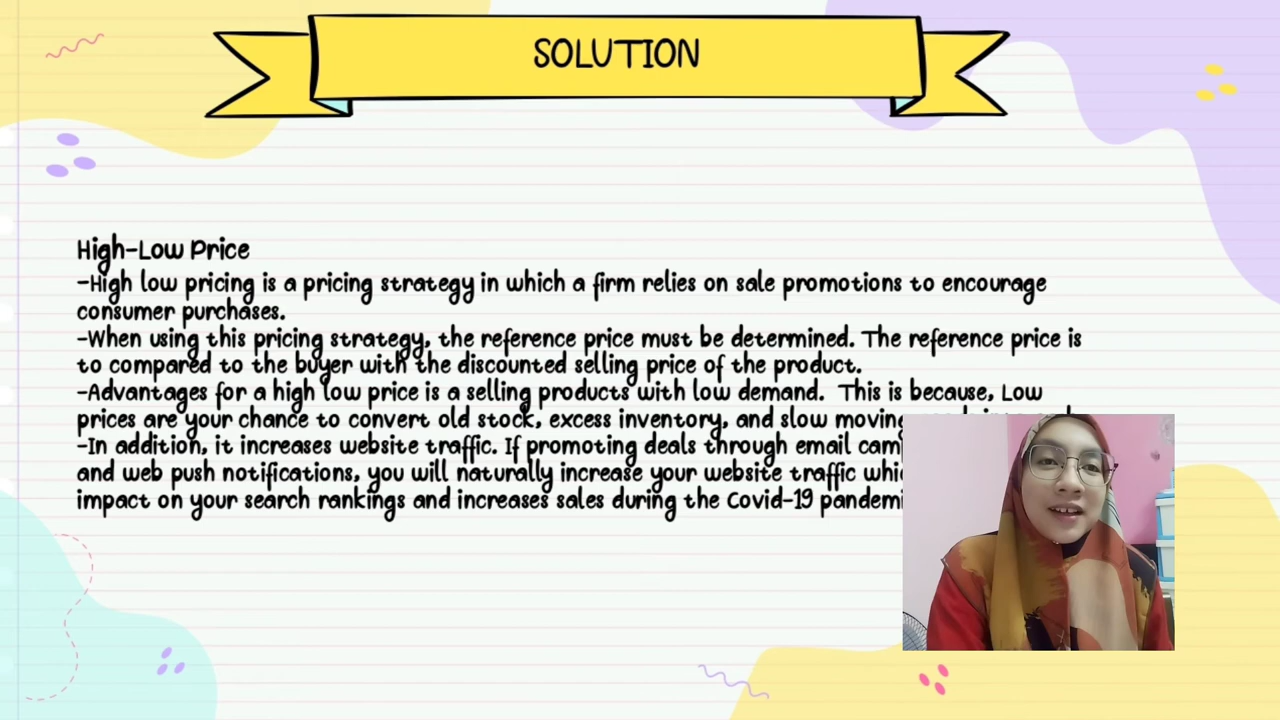 SOLUTION
High-Low Price
-High low pricing is a pricing strategy in which a firm relies on sale promotions to encourage
consumer purchases.
-When using this pricing strategy, the reference price must be determined. The reference price is
to compared to the buyer with the discounted selling price of the product.
-Advantages for a high low price is a selling products with low demand. This is because, Low
prices are your chance to convert old stock, excess inventory, and slow moving
-In addition, it increases website traffic. If promoting deals through email
and web push notifications, you will naturally increase your website traffic
impact on your search rankings and increases sales during the Covid-19